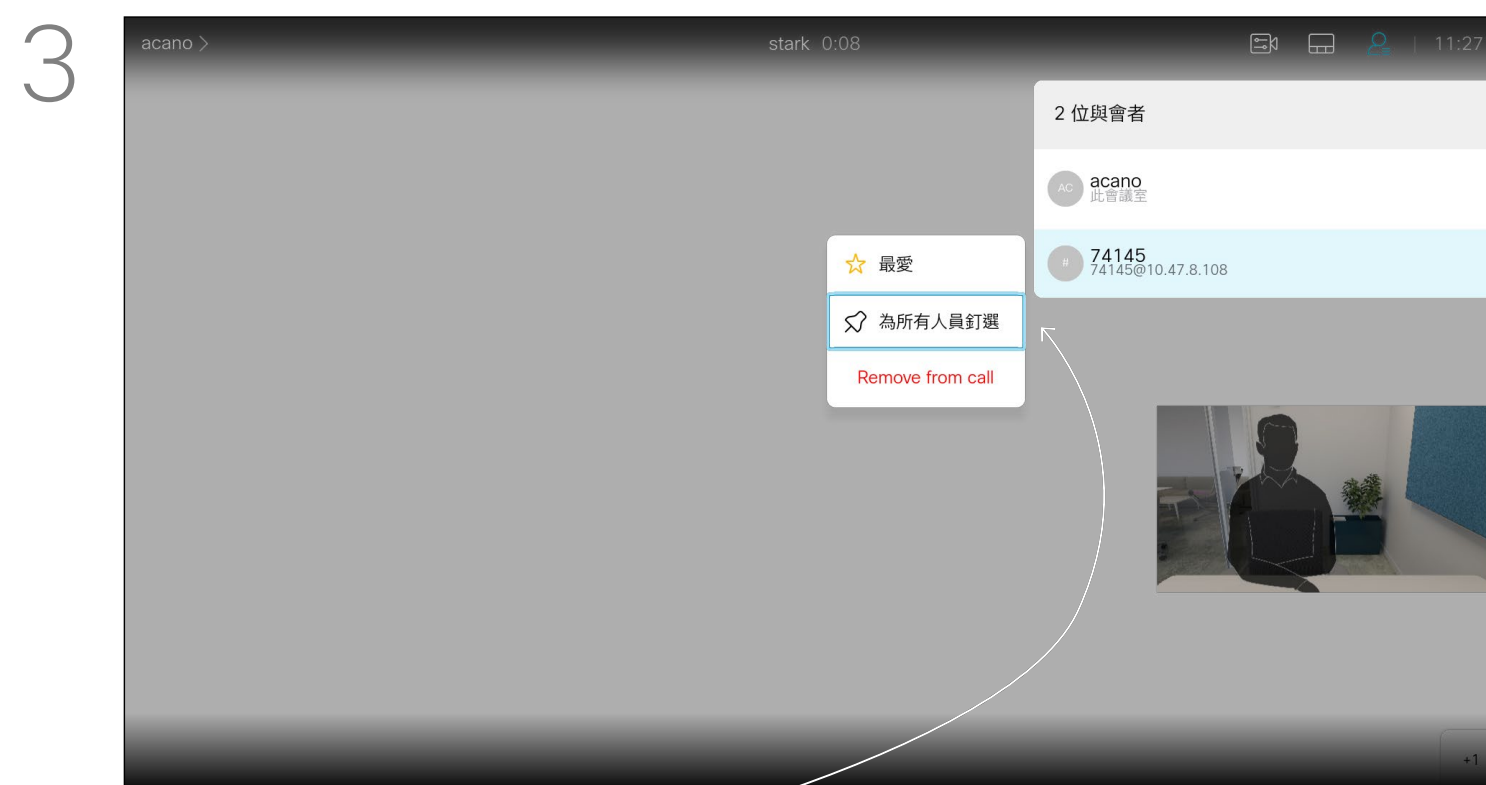 3
acano >
stark 0:08
11:27
2 位與會者
AC
acano
此會議室
#
74145
74145@10.47.8.108
最愛
為所有人員釘選
Remove from call
+1